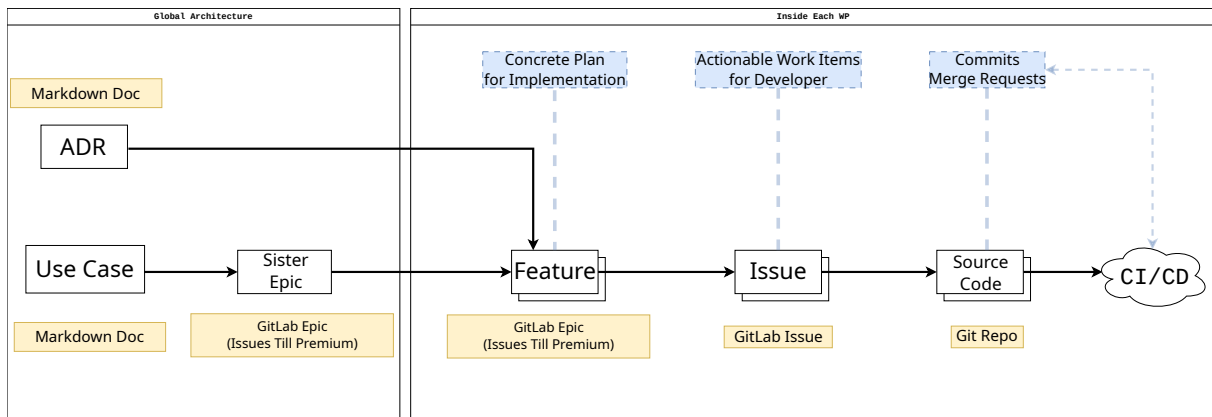 Global Architecture
Inside Each WP
Concrete Plan
for Implementation
Actionable Work Items
for Developer
Commits
Merge Requests
Markdown Doc
ADR
Use Case
Sister
Epic
Feature
Issue
Source
Code
CI/CD
Markdown Doc
GitLab Epic
(Issues Till Premium)
GitLab Epic
(Issues Till Premium)
GitLab Issue
Git Repo